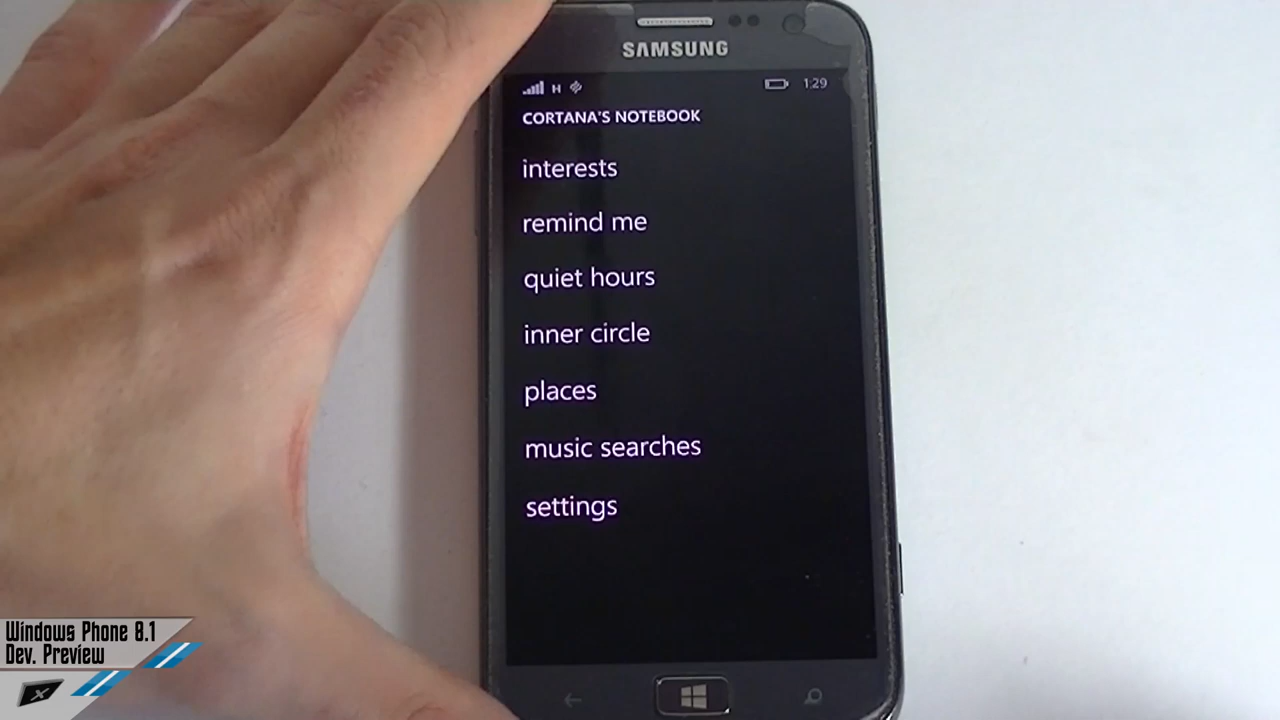 SAMSUNG
H 1:29
CORTANA'S NOTEBOOK
interests
remind me
quiet hours
inner circle
places
music searches
settings
Windows Phone 8.1
Dev. Preview
X